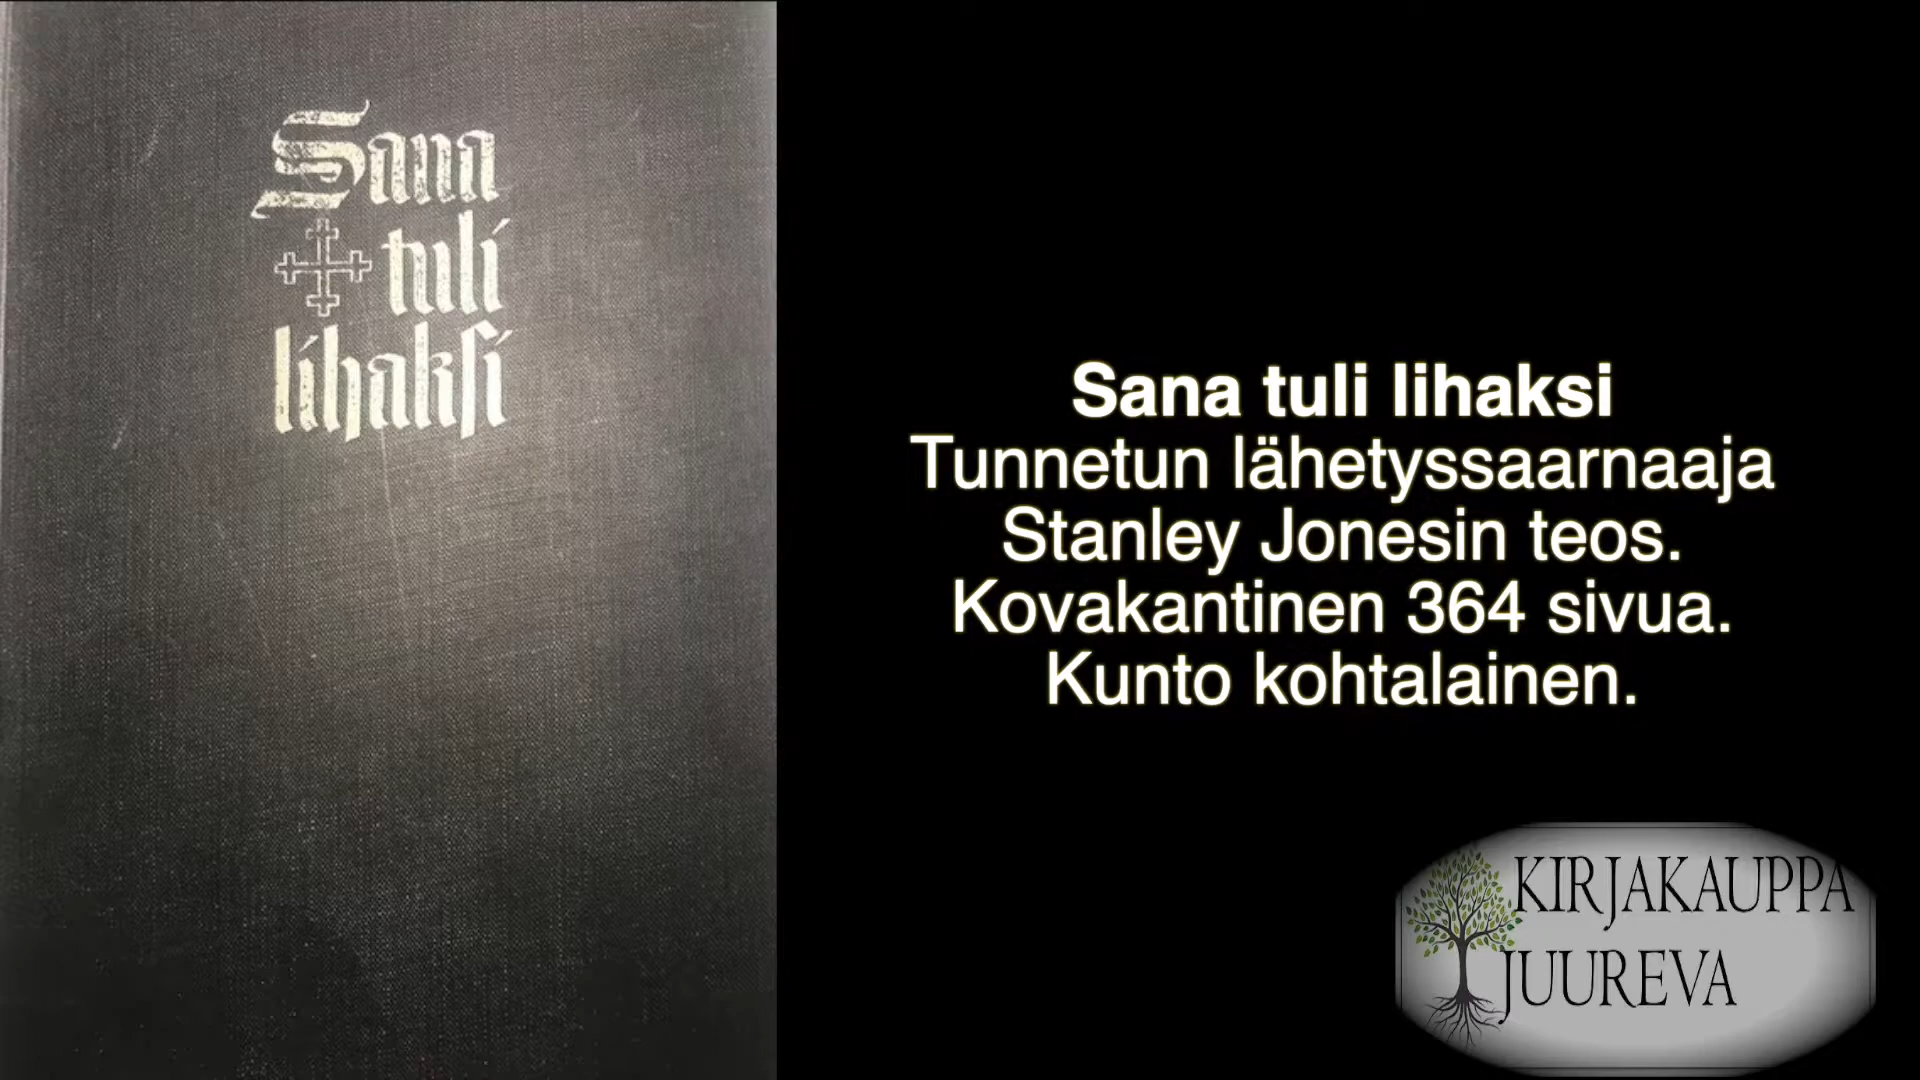 Sana
tuli
lihaksi
Sana tuli lihaksi
Tunnetun lähetyssaarnaaja
Stanley Jonesin teos.
Kovakantinen 364 sivua.
Kunto kohtalainen.
KIRJAKAUPPA
JUUREVA